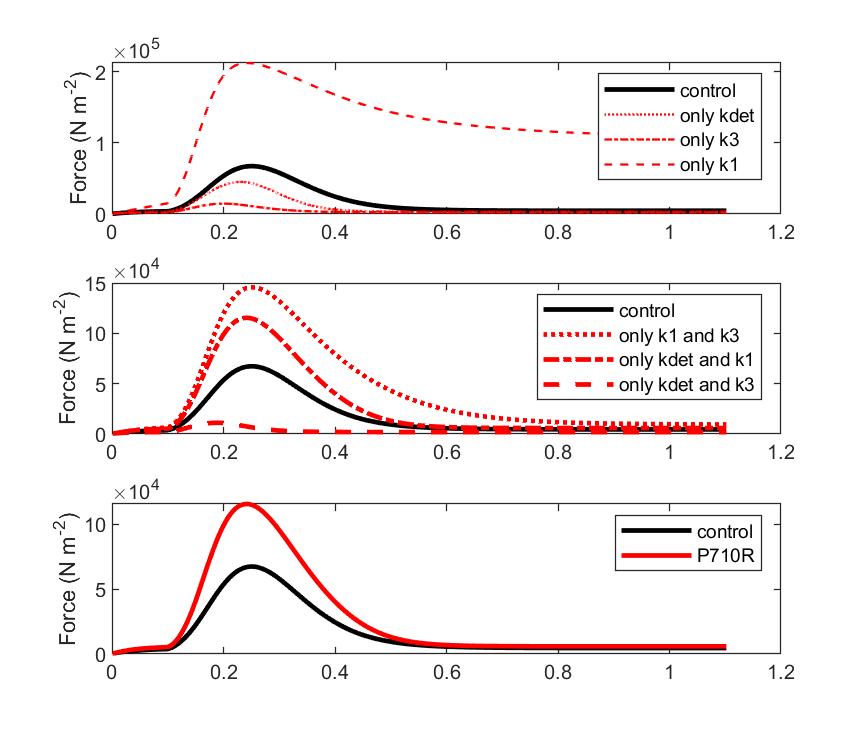 ×10^5
Force (N m^-2)
2
1
0
0 0.2 0.4 0.6 0.8 1 1.2
control
only kdet
only k3
only k1
×10^4
Force (N m^-2)
15
10
5
0
0 0.2 0.4 0.6 0.8 1 1.2
control
only k1 and k3
only kdet and k1
only kdet and k3
×10^4
Force (N m^-2)
10
5
0
0 0.2 0.4 0.6 0.8 1 1.2
control
P710R